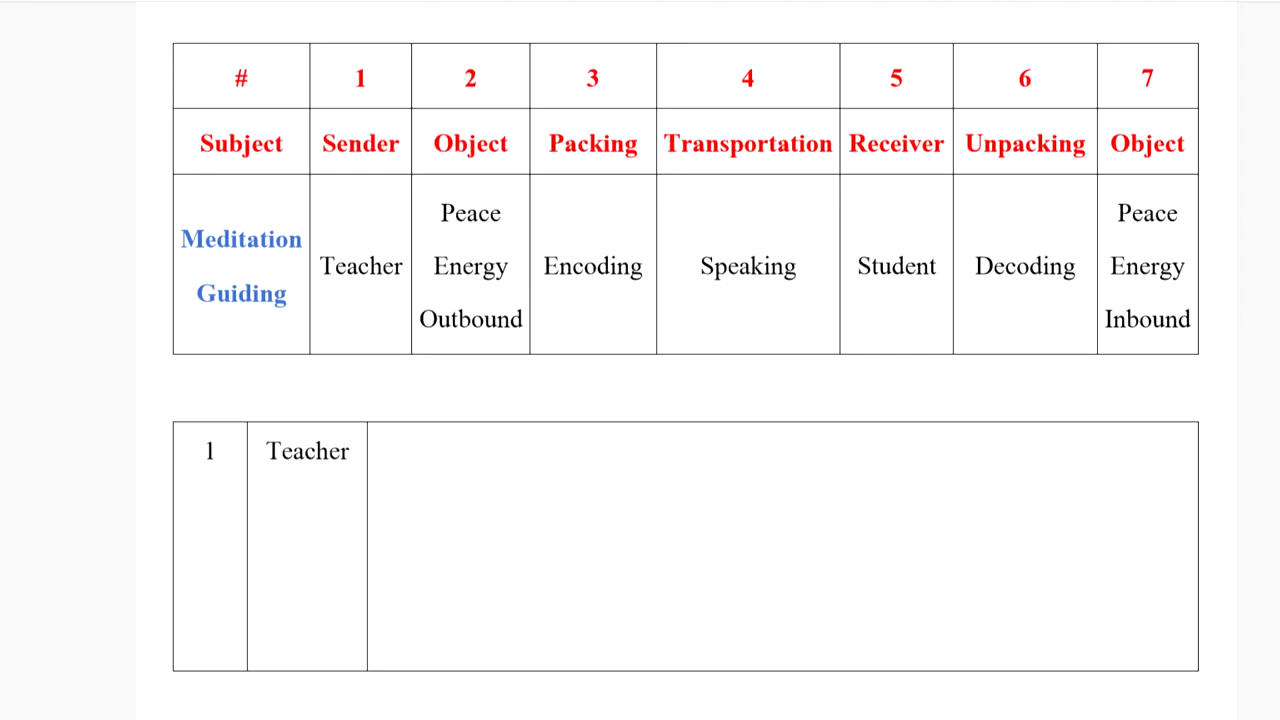 # 1 2 3 4 5 6 7
Subject Sender Object Packing Transportation Receiver Unpacking Object
Meditation
Guiding
Teacher
Peace
Energy
Outbound
Encoding
Speaking
Student
Decoding
Peace
Energy
Inbound
1 Teacher